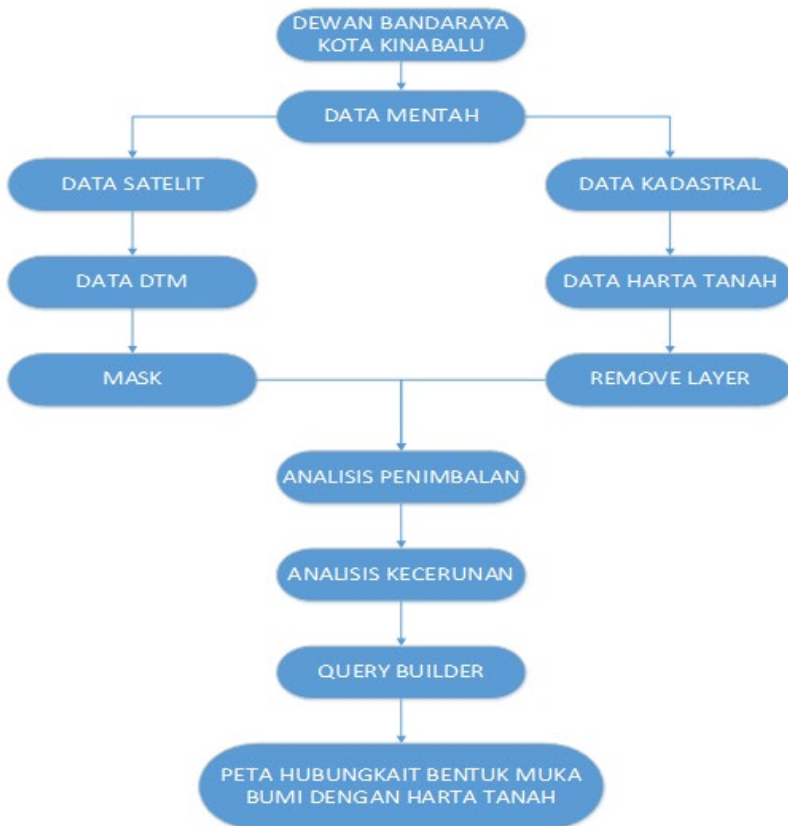 DEWAN BANDARAYA
KOTA KINABALU
DATA MENTAH
DATA SATELIT
DATA KADASTRAL
DATA DTM
DATA HARTA TANAH
MASK
REMOVE LAYER
ANALISIS PENIMBALAN
ANALISIS KECERUNAN
QUERY BUILDER
PETA HUBUNGKAIT BENTUK MUKA
BUMI DENGAN HARTA TANAH